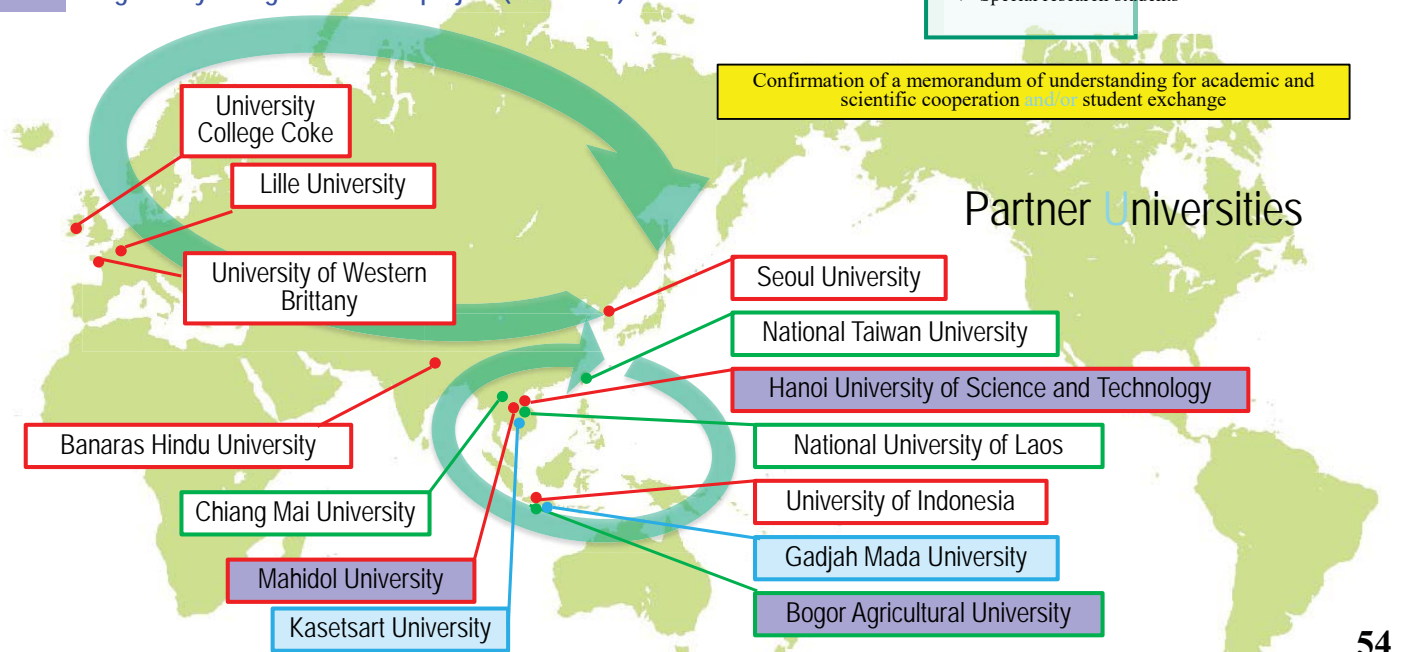 Special research students
Confirmation of a memorandum of understanding for academic and
scientific cooperation and/or student exchange
University
College Coke
Lille University
Partner Universities
University of Western
Brittany
Seoul University
National Taiwan University
Hanoi University of Science and Technology
Banaras Hindu University
National University of Laos
Chiang Mai University
University of Indonesia
Gadjah Mada University
Mahidol University
Bogor Agricultural University
Kasetsart University
54